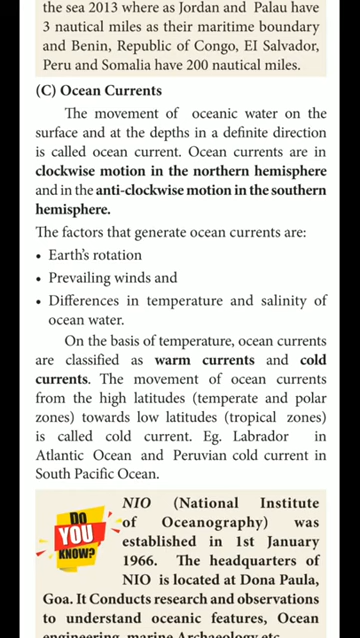 the sea 2013 where as Jordan and Palau have
3 nautical miles as their maritime boundary
and Benin, Republic of Congo, EI Salvador,
Peru and Somalia have 200 nautical miles.
(C) Ocean Currents
The movement of oceanic water on the
surface and at the depths in a definite direction
is called ocean current. Ocean currents are in
clockwise motion in the northern hemisphere
and in the anti-clockwise motion in the southern
hemisphere.
The factors that generate ocean currents are:
• Earth's rotation
• Prevailing winds and
• Differences in temperature and salinity of
ocean water.
On the basis of temperature, ocean currents
are classified as warm currents and cold
currents. The movement of ocean currents
from the high latitudes (temperate and polar
zones) towards low latitudes (tropical zones)
is called cold current. Eg. Labrador in
Atlantic Ocean and Peruvian cold current in
South Pacific Ocean.
DO
YOU
KNOW?
NIO (National Institute
of Oceanography) was
established in 1st January
1966. The headquarters of
NIO is located at Dona Paula,
Goa. It Conducts research and observations
to understand oceanic features, Ocean
engineering, marine Archaeology etc.